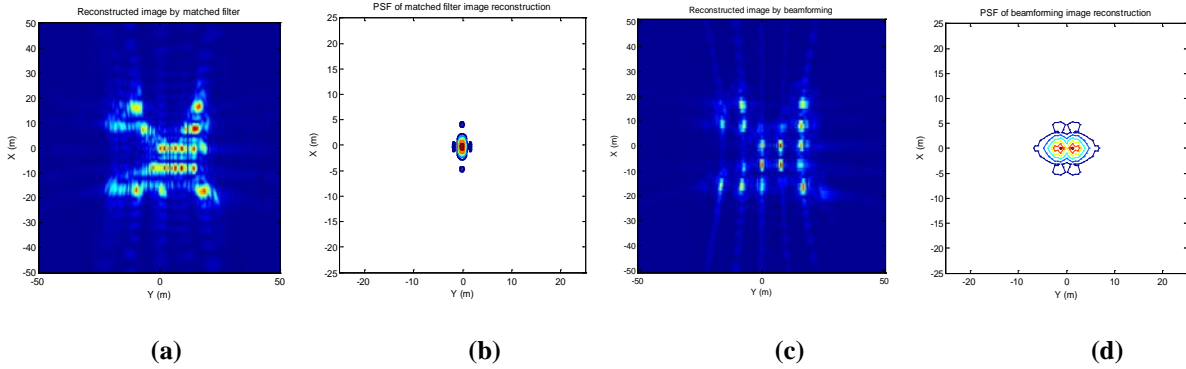 Reconstructed image by matched filter
50
40
30
20
10
0
-10
-20
-30
-40
-50
X (m)
-50 0 50
Y (m)
(a)
PSF of matched filter image reconstruction
25
20
15
10
5
0
-5
-10
-15
-20
-25
X (m)
-20 -10 0 10 20
Y (m)
(b)
Reconstructed image by beamforming
50
40
30
20
10
0
-10
-20
-30
-40
-50
X (m)
-50 0 50
Y (m)
(c)
PSF of beamforming image reconstruction
25
20
15
10
5
0
-5
-10
-15
-20
-25
X (m)
-20 -10 0 10 20
Y (m)
(d)